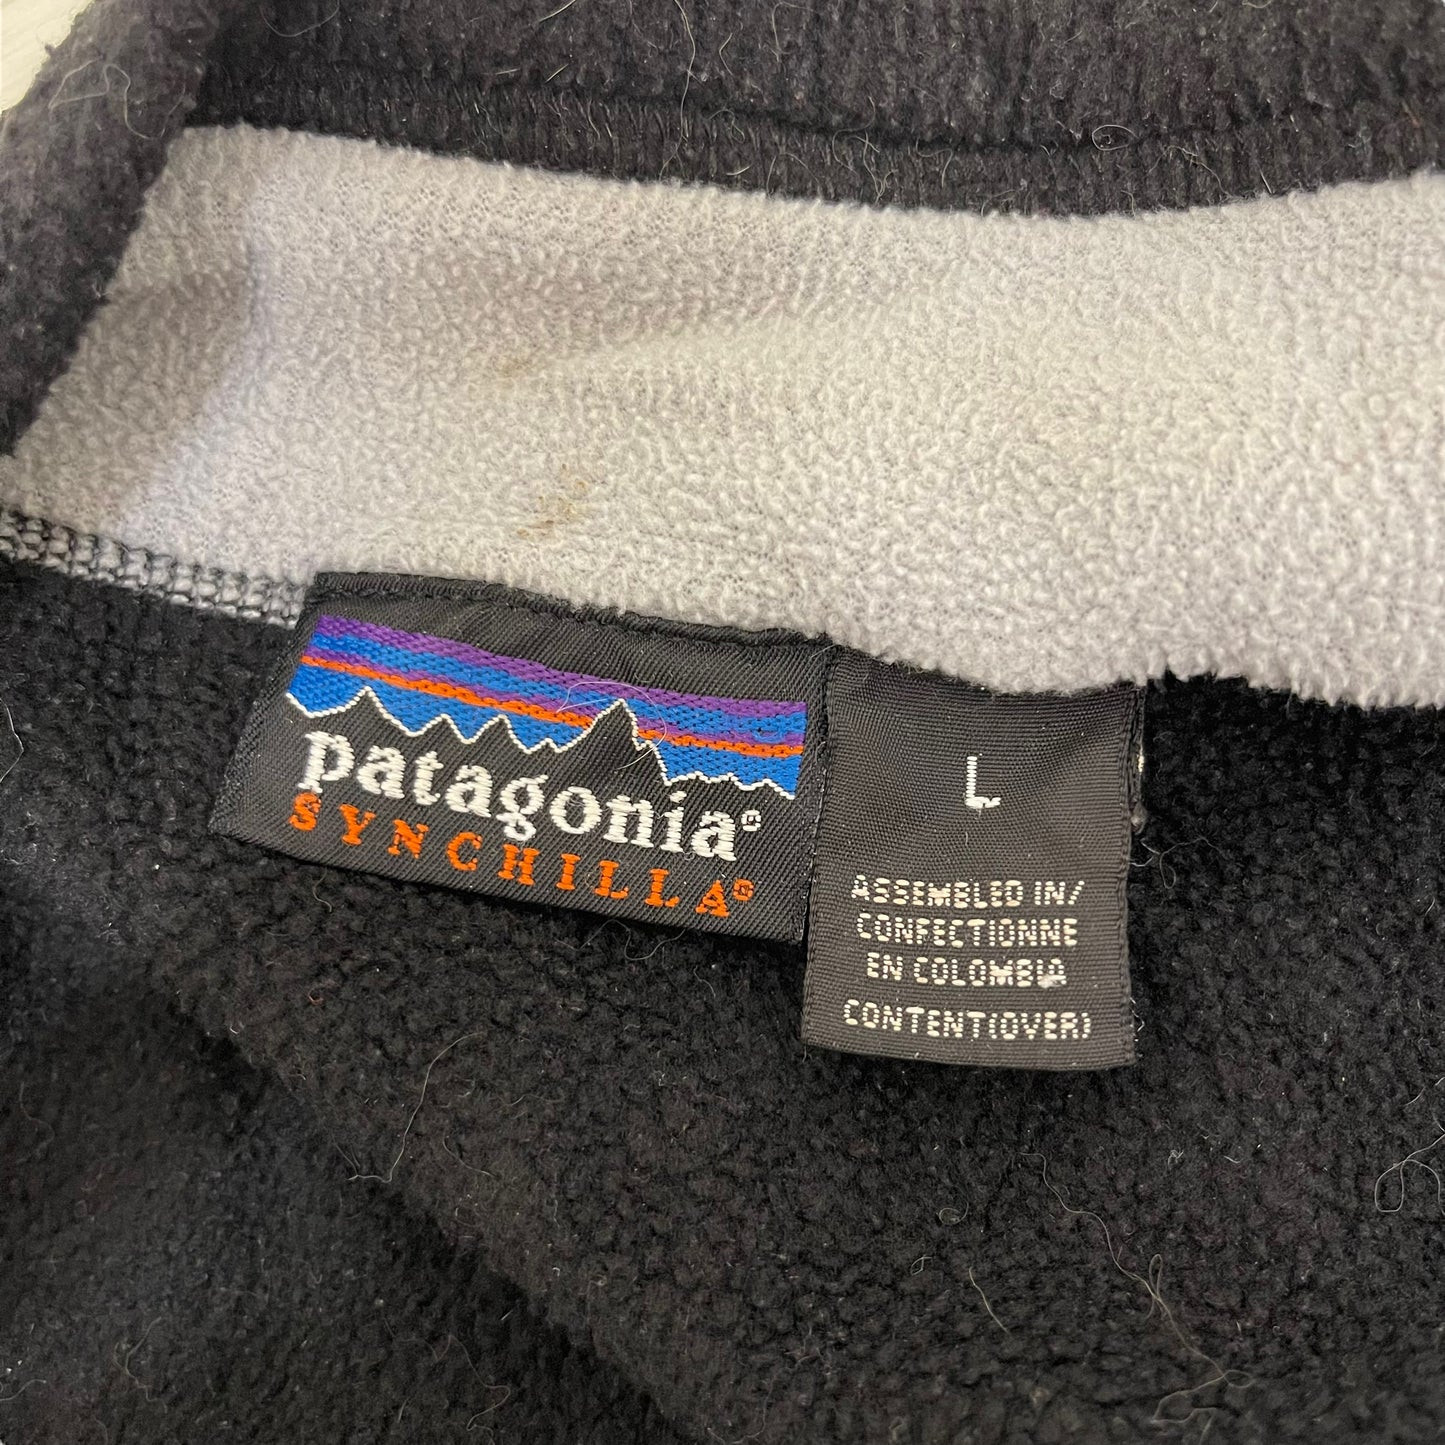 patagonia®
SYNCHILLA®
L
ASSEMBLED IN/
CONFECTIONNE
EN COLOMBIA
CONTENT(OVER)